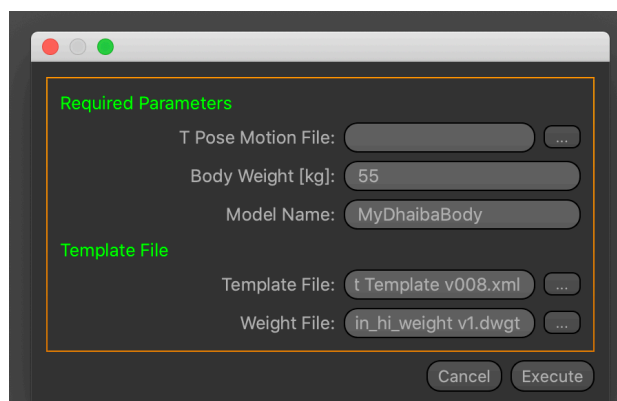 Required Parameters
T Pose Motion File: ...
Body Weight [kg]: 55
Model Name: MyDhaibaBody
Template File
Template File: t Template v008.xml ...
Weight File: in_hi_weight v1.dwgt ...
Cancel Execute